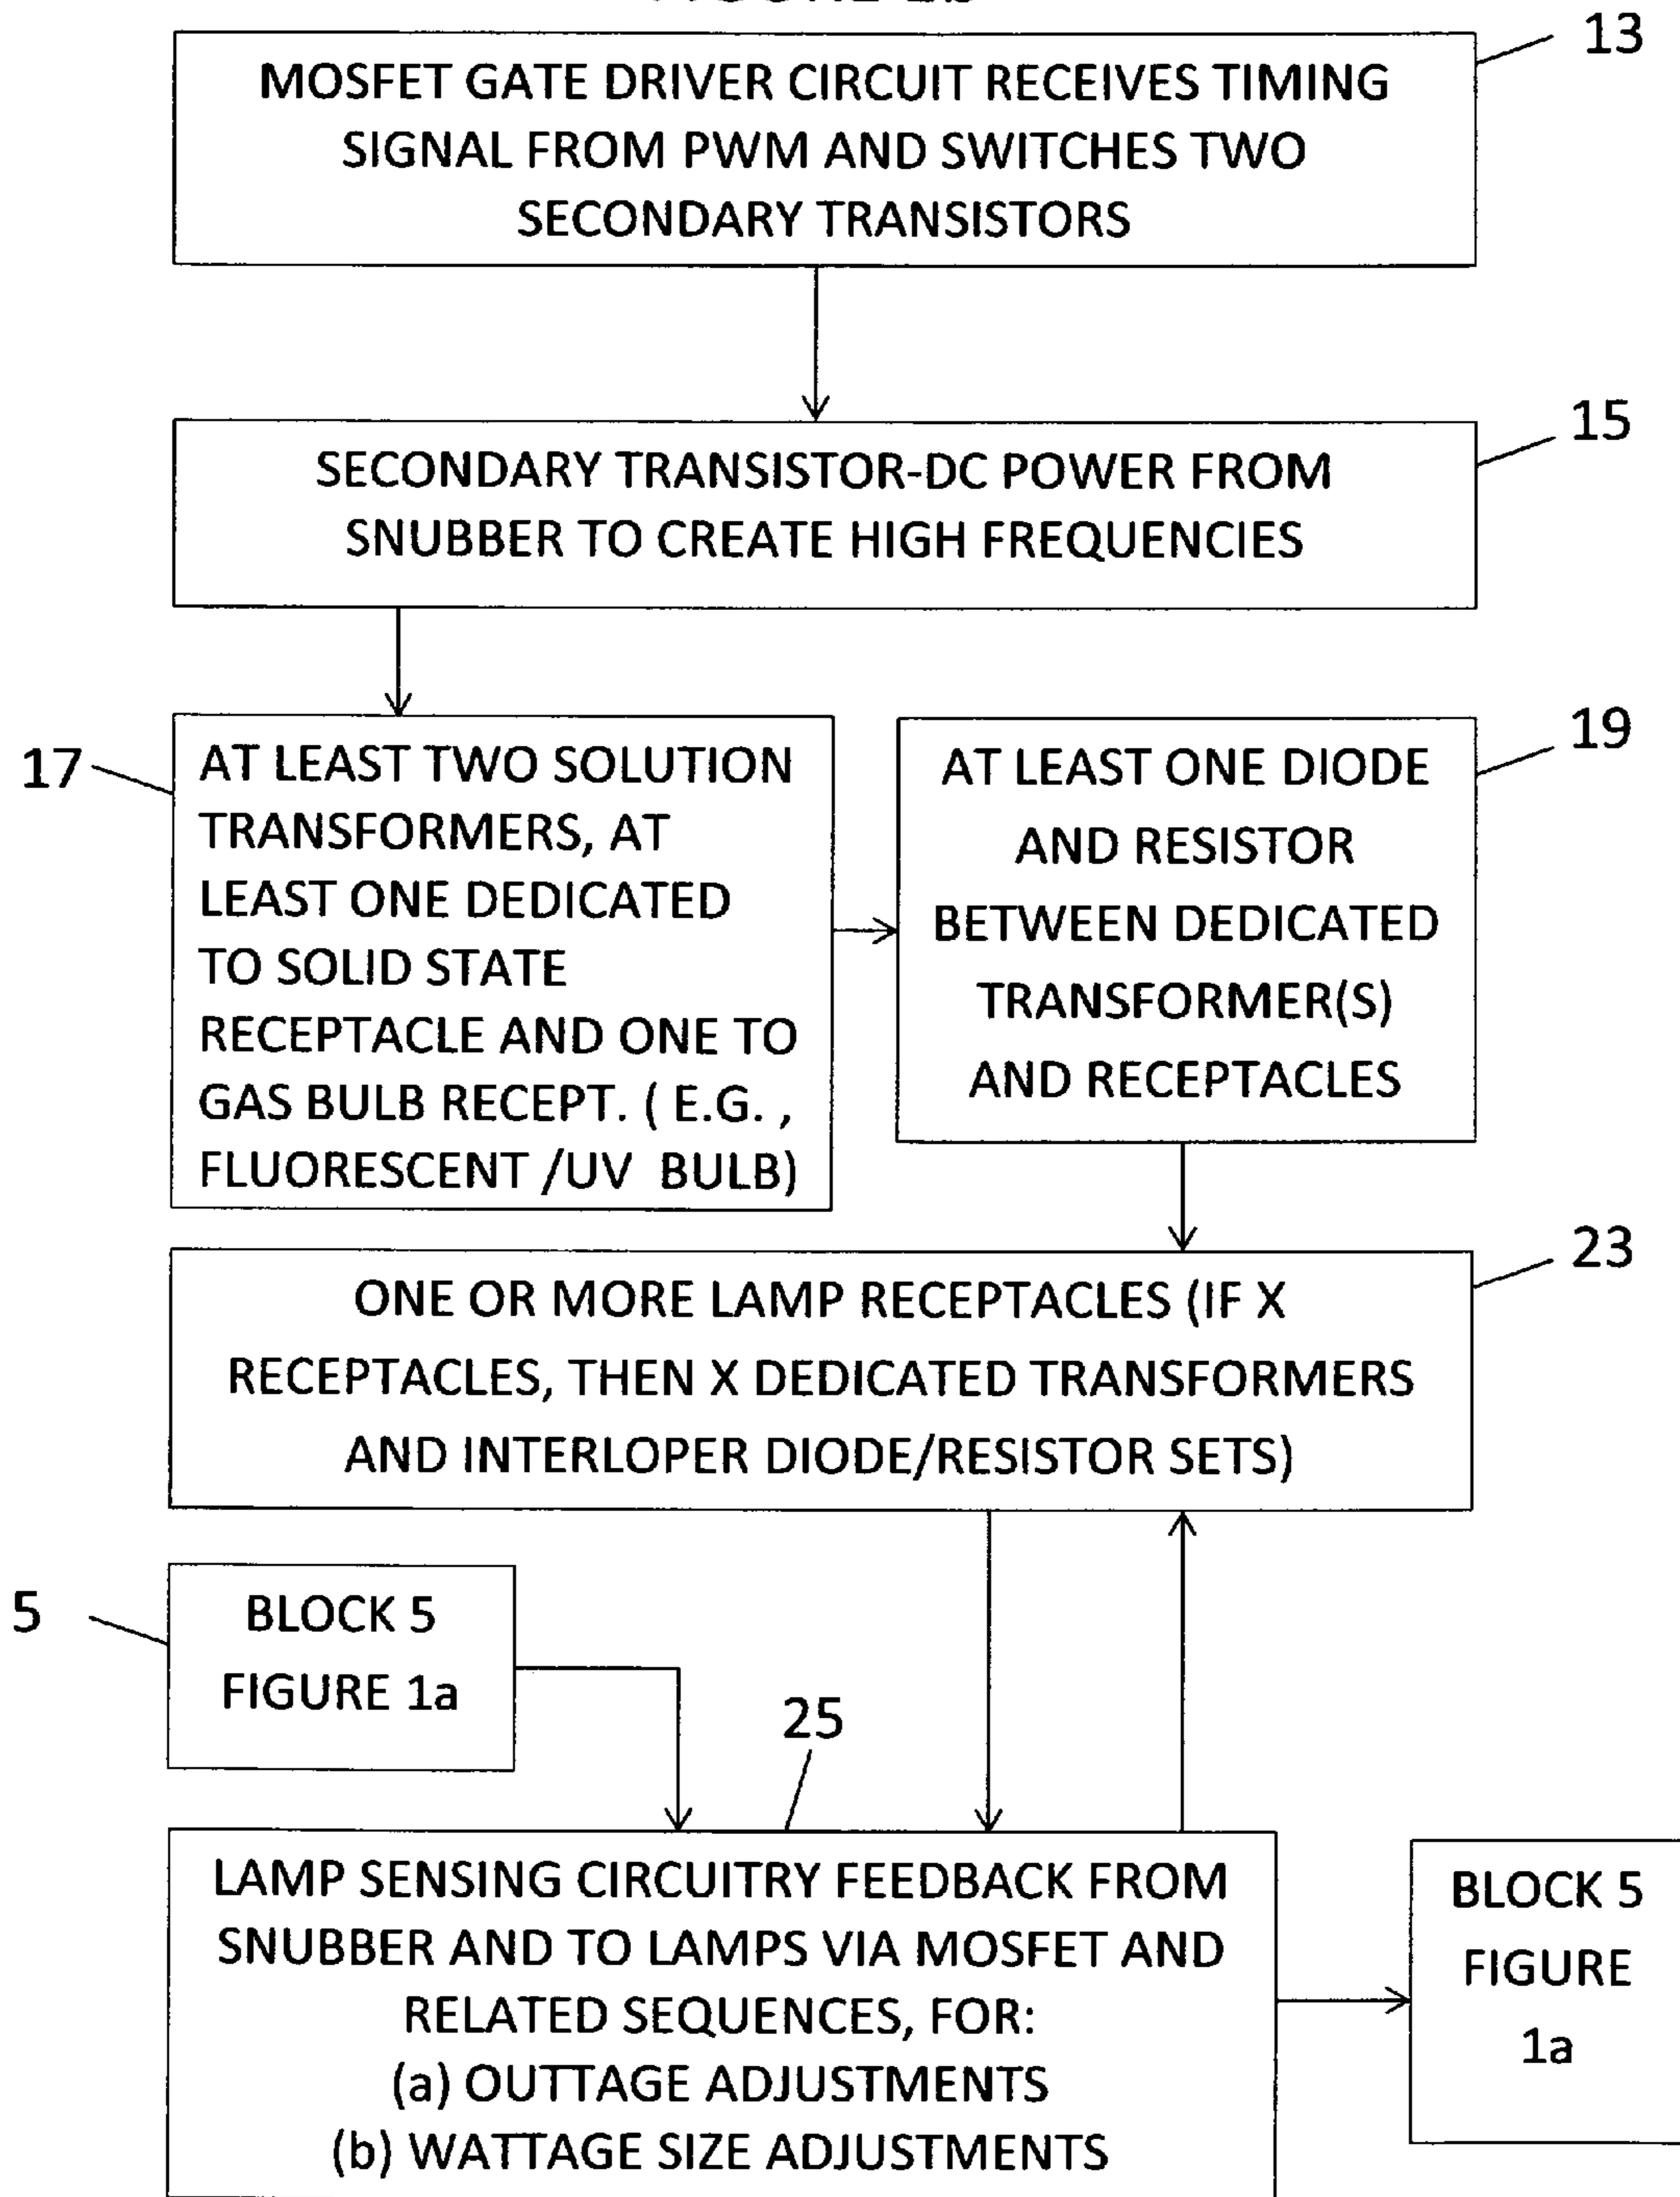 13
MOSFET GATE DRIVER CIRCUIT RECEIVES TIMING
SIGNAL FROM PWM AND SWITCHES TWO
SECONDARY TRANSISTORS
15
SECONDARY TRANSISTOR-DC POWER FROM
SNUBBER TO CREATE HIGH FREQUENCIES
17
AT LEAST TWO SOLUTION
TRANSFORMERS, AT
LEAST ONE DEDICATED
TO SOLID STATE
RECEPTACLE AND ONE TO
GAS BULB RECEPT. ( E.G. ,
FLUORESCENT /UV BULB)
19
AT LEAST ONE DIODE
AND RESISTOR
BETWEEN DEDICATED
TRANSFORMER(S)
AND RECEPTACLES
23
ONE OR MORE LAMP RECEPTACLES (IF X
RECEPTACLES, THEN X DEDICATED TRANSFORMERS
AND INTERLOPER DIODE/RESISTOR SETS)
5
BLOCK 5
FIGURE 1a
25
LAMP SENSING CIRCUITRY FEEDBACK FROM
SNUBBER AND TO LAMPS VIA MOSFET AND
RELATED SEQUENCES, FOR:
(a) OUTTAGE ADJUSTMENTS
(b) WATTAGE SIZE ADJUSTMENTS
BLOCK 5
FIGURE
1a